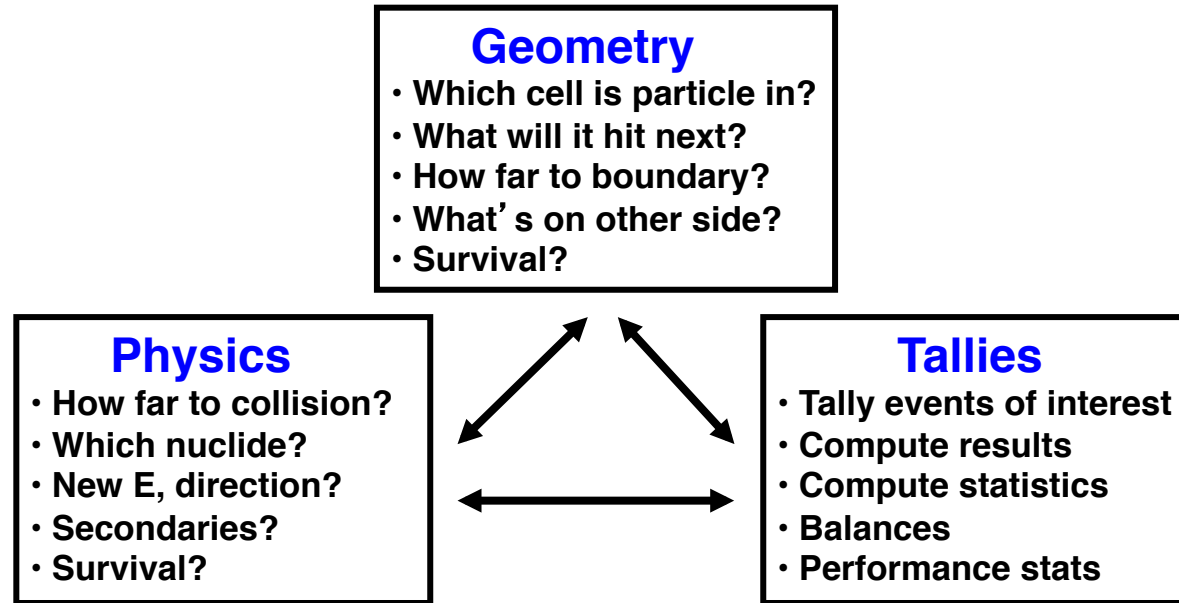 Geometry
· Which cell is particle in?
· What will it hit next?
· How far to boundary?
· What's on other side?
· Survival?
Physics
· How far to collision?
· Which nuclide?
· New E, direction?
· Secondaries?
· Survival?
Tallies
· Tally events of interest
· Compute results
· Compute statistics
· Balances
· Performance stats